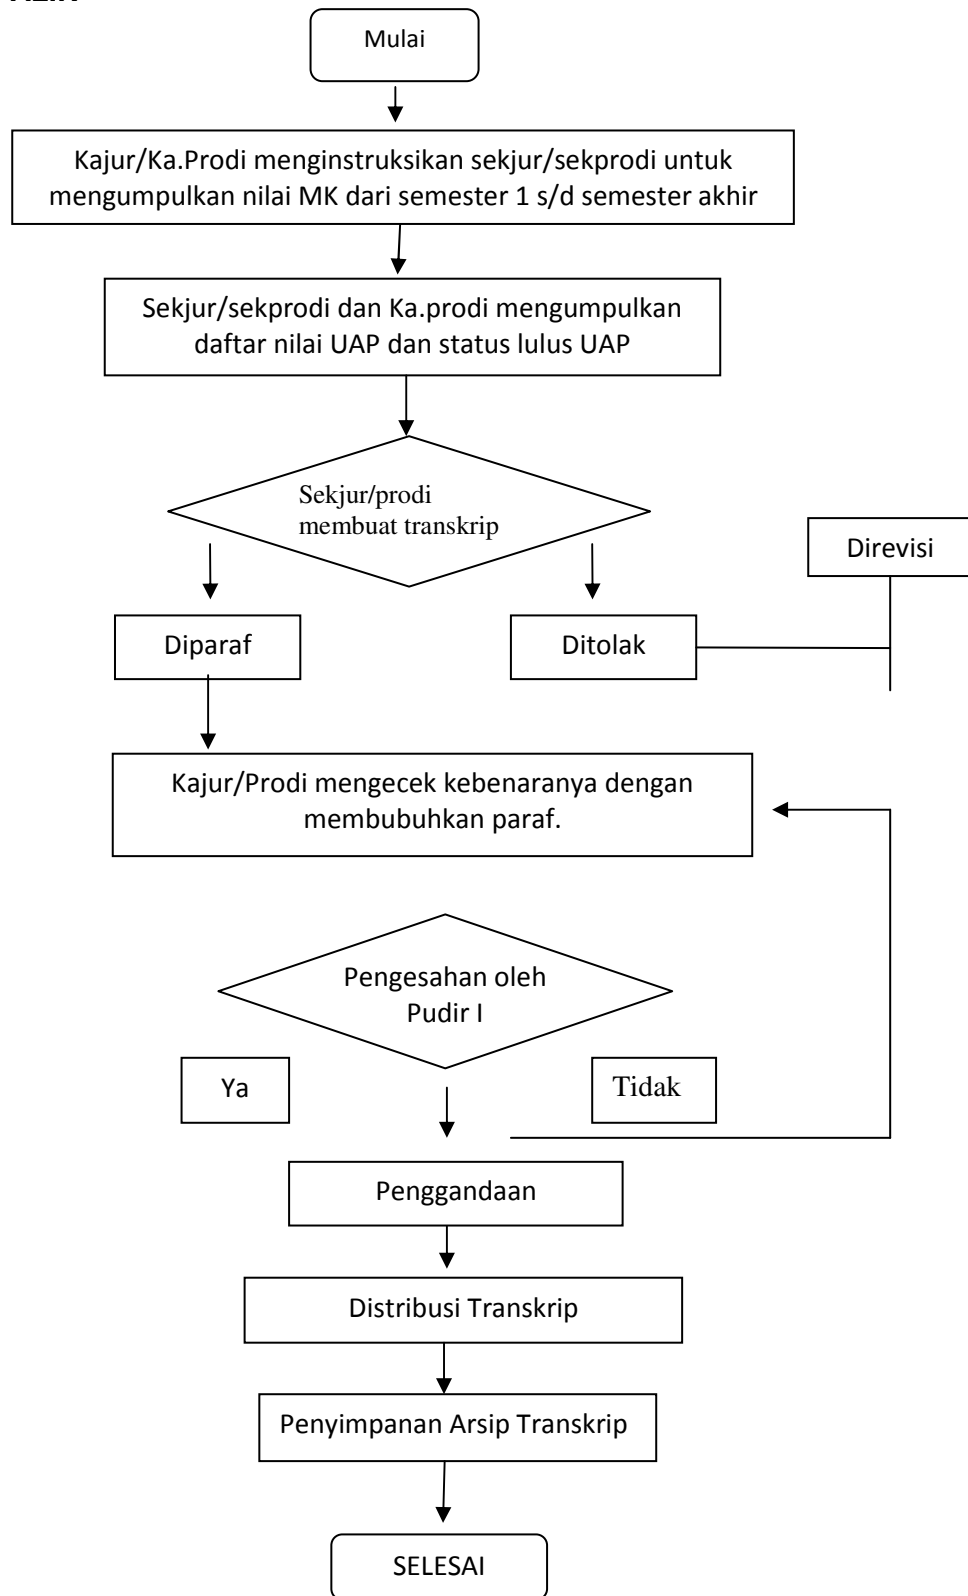 Mulai
Kajur/Ka.Prodi menginstruksikan sekjur/sekprodi untuk
mengumpulkan nilai MK dari semester 1 s/d semester akhir
Sekjur/sekprodi dan Ka.prodi mengumpulkan
daftar nilai UAP dan status lulus UAP
Sekjur/prodi
membuat transkrip
Direvisi
Diparaf
Ditolak
Kajur/Prodi mengecek kebenaranya dengan
membubuhkan paraf.
Pengesahan oleh
Pudir I
Ya
Tidak
Penggandaan
Distribusi Transkrip
Penyimpanan Arsip Transkrip
SELESAI